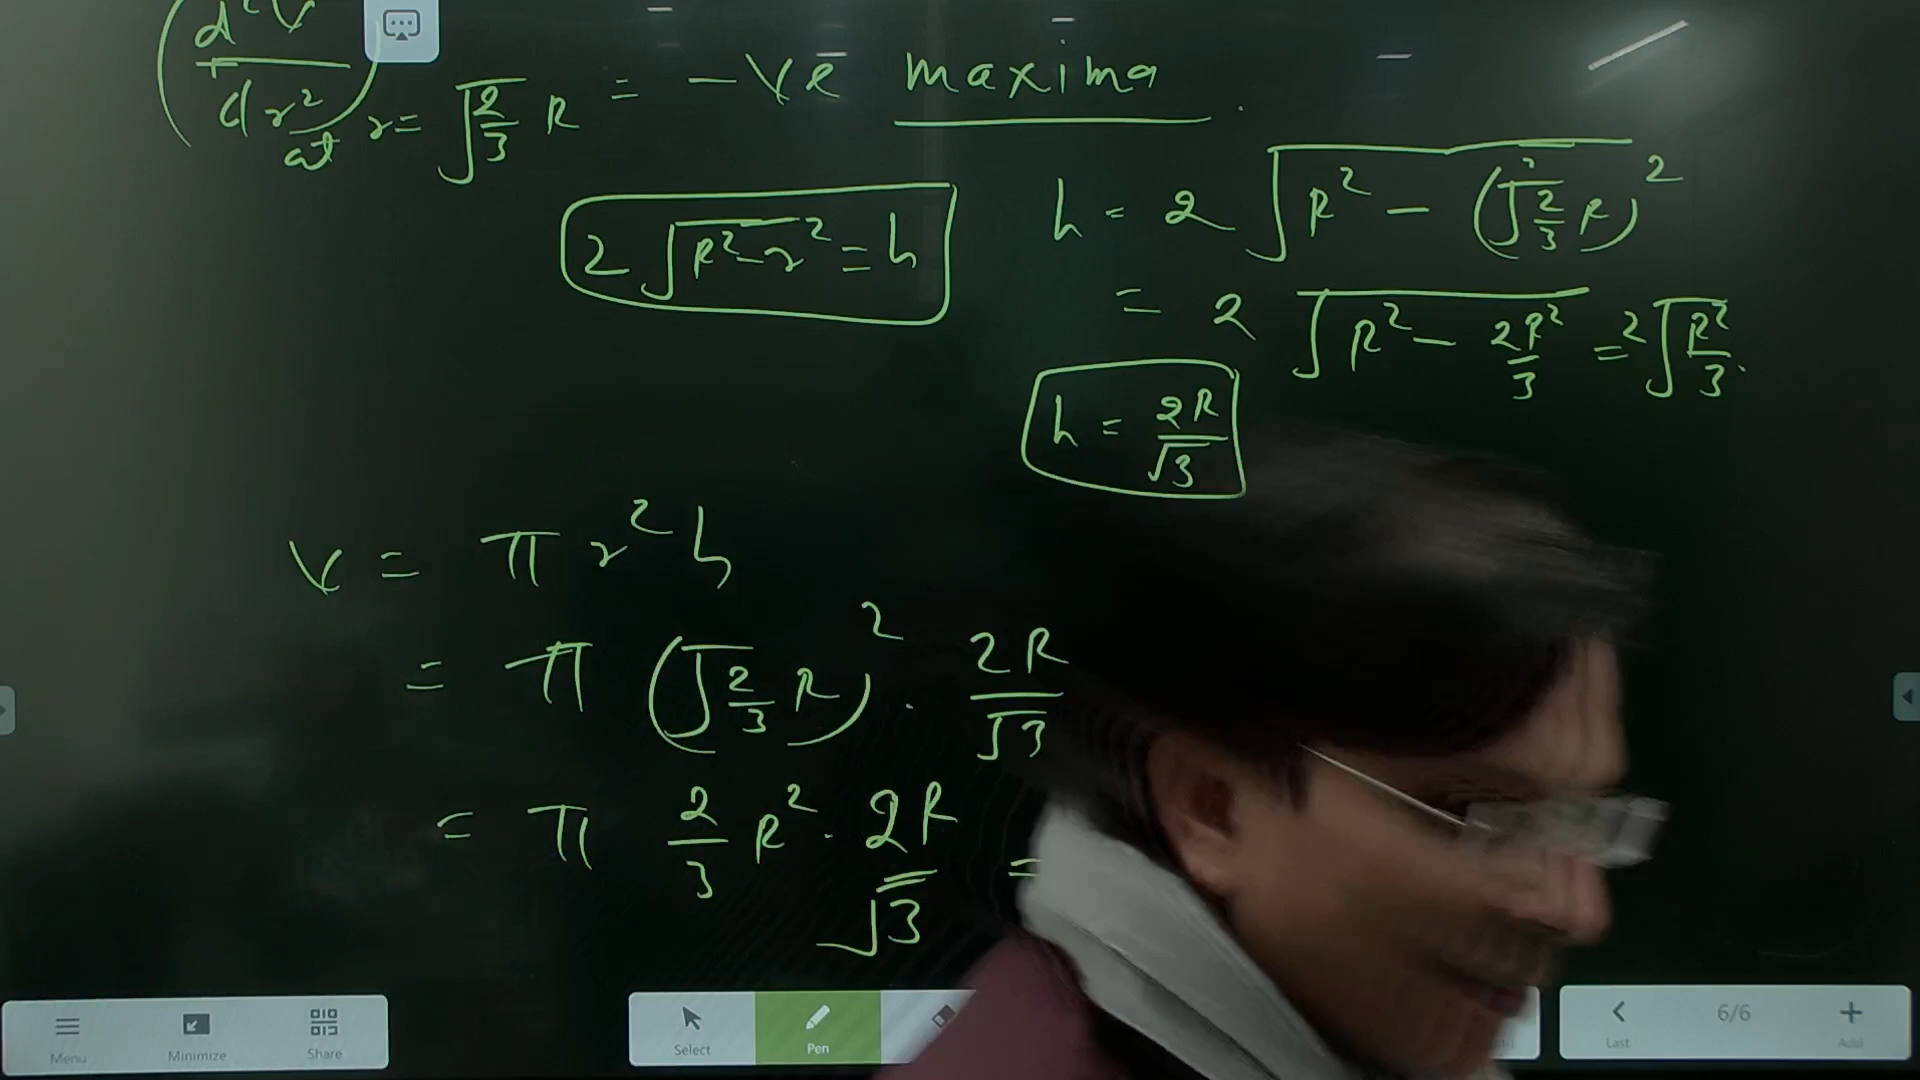 (d²V/dr²) at r = √(2/3) R = -ve maxima.
2√(R²-r²) = h
h = 2√(R² - (√(2/3) R)²)
= 2√(R² - 2R²/3) = 2√(R²/3).
h = 2R/√3
V = π r² h
= π (√(2/3) R)² . 2R/√3
= π 2/3 R² . 2R/√3 =
Menu
Minimize
Share
Select
Pen
Last
6/6
Add